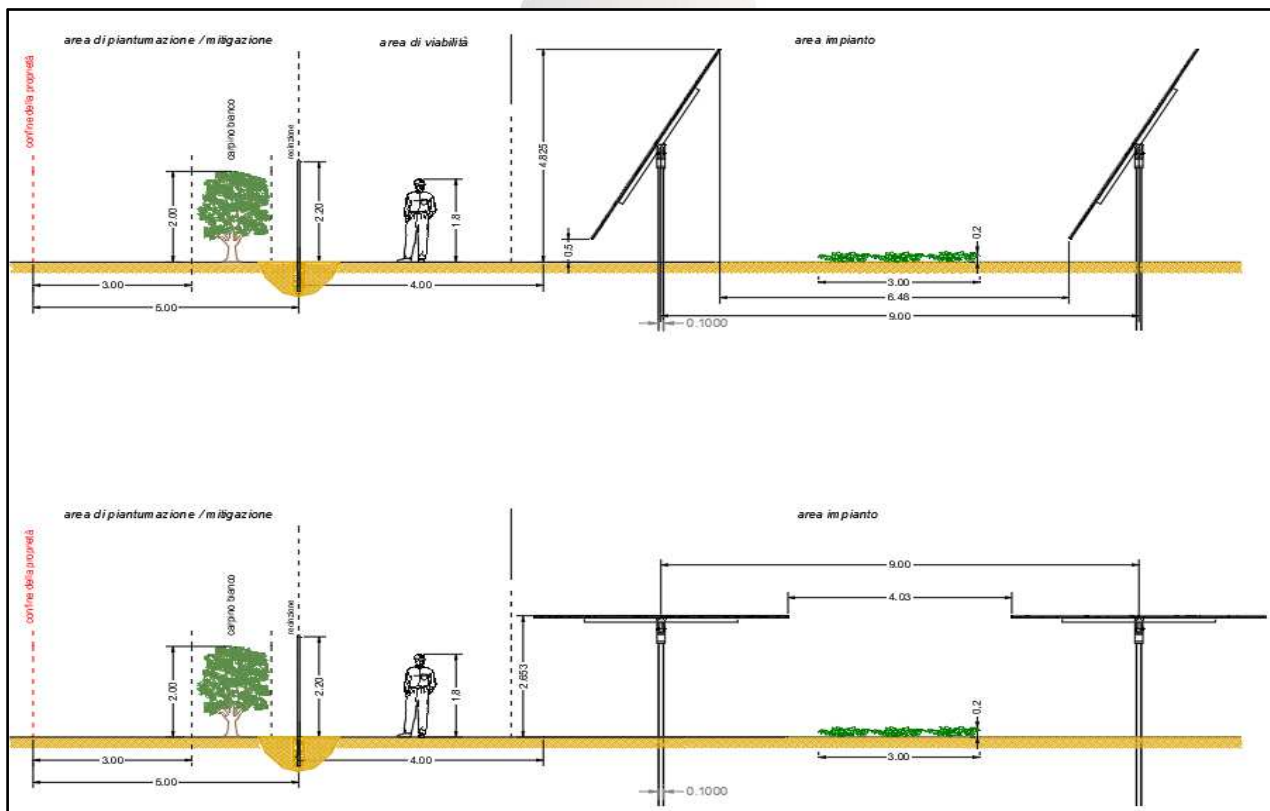 area di piantumazione / mitigazione
area di viabilità
area impianto
confine della proprietà
carpino bianco
recinzione
2.00
2.20
1.8
4.825
0.5
0.2
3.00
4.00
3.00
5.00
6.48
9.00
0.1000
area di piantumazione / mitigazione
area impianto
confine della proprietà
carpino bianco
recinzione
9.00
4.03
2.00
2.20
1.8
2.653
0.2
3.00
4.00
3.00
5.00
0.1000